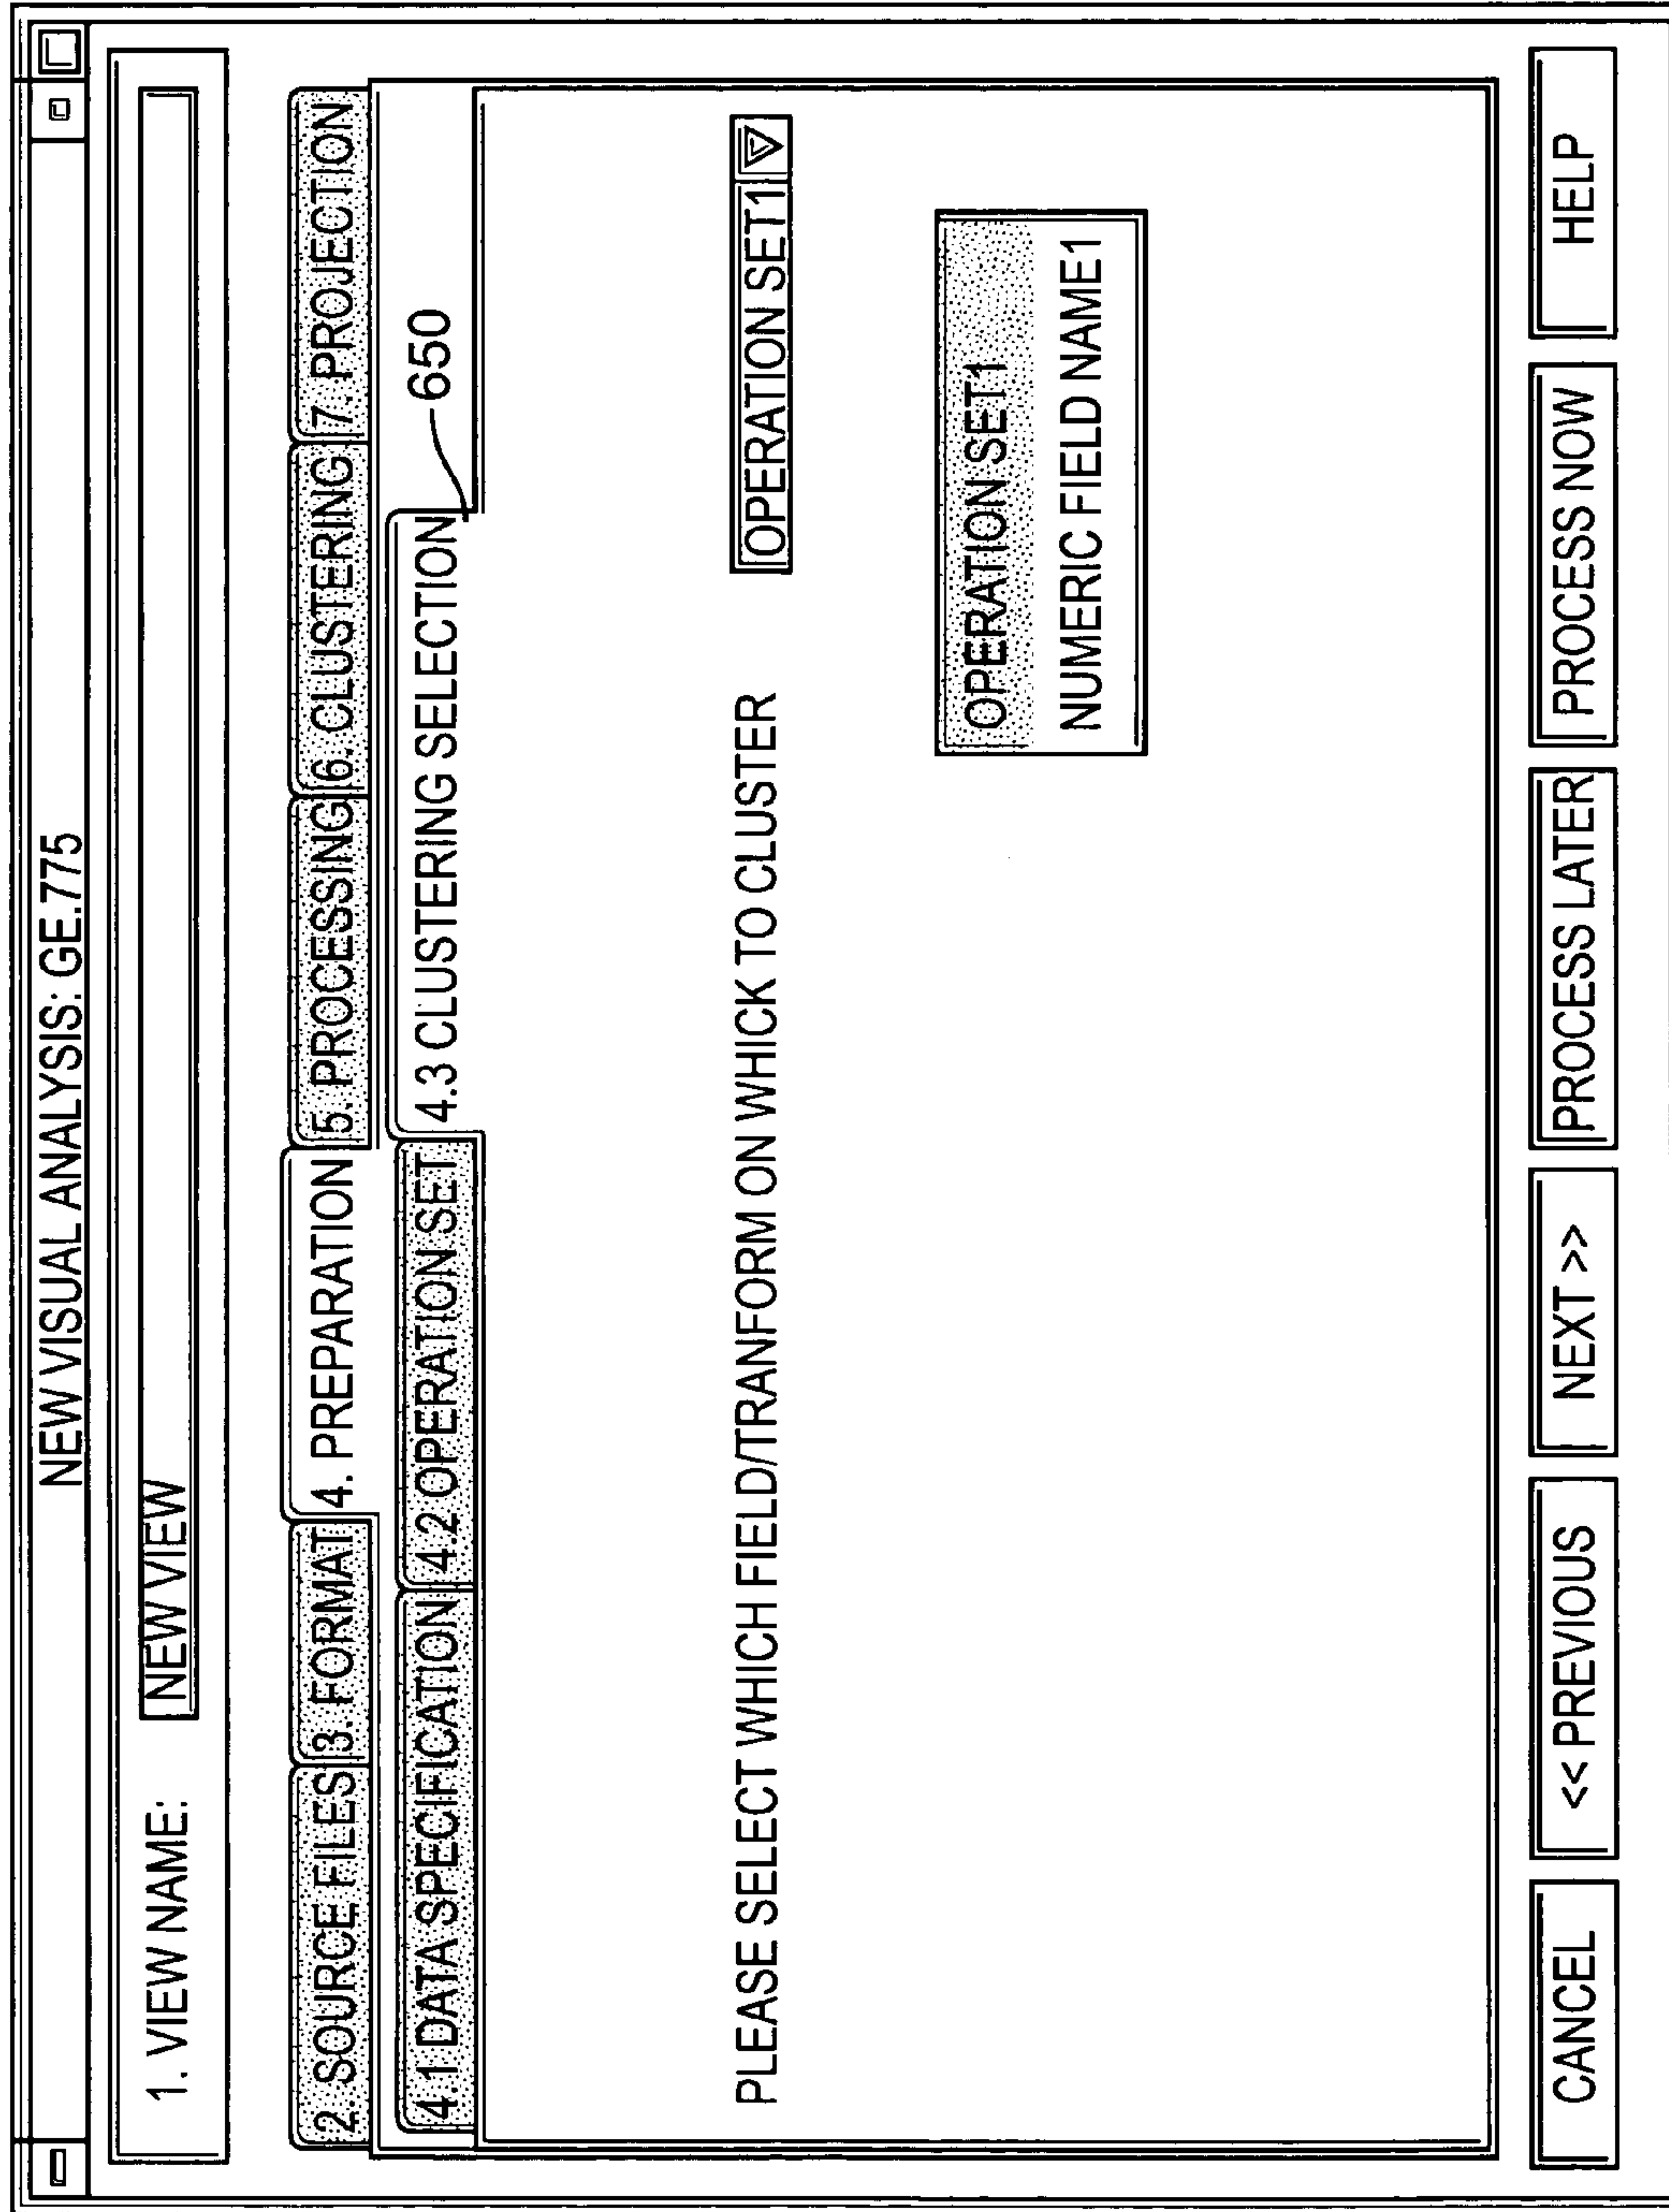 NEW VISUAL ANALYSIS: GE.775
1. VIEW NAME: NEW VIEW
2. SOURCE FILES 3. FORMAT 4. PREPARATION 5. PROCESSING 6. CLUSTERING 7. PROJECTION
4.1 DATA SPECIFICATION 4.2 OPERATION SET 4.3 CLUSTERING SELECTION 650
PLEASE SELECT WHICH FIELD/TRANFORM ON WHICK TO CLUSTER OPERATION SET1
OPERATION SET1
NUMERIC FIELD NAME1
CANCEL << PREVIOUS NEXT >> PROCESS LATER PROCESS NOW HELP